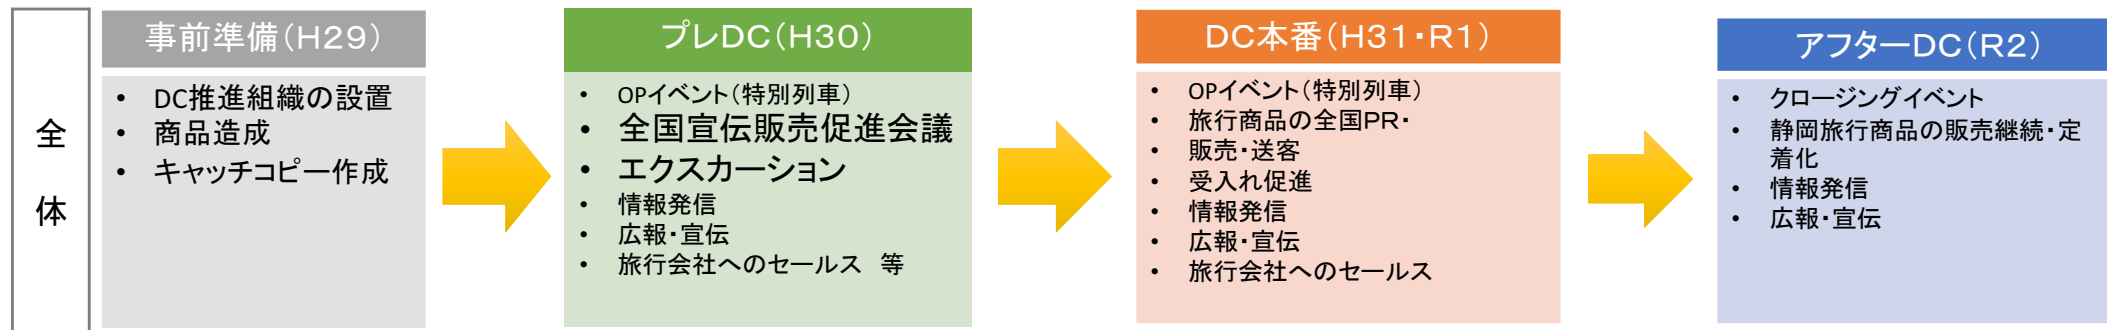 全
体
事前準備（H29）
• DC推進組織の設置
• 商品造成
• キャッチコピー作成
プレDC（H30）
• OPイベント（特別列車）
• 全国宣伝販売促進会議
• エクスカーション
• 情報発信
• 広報・宣伝
• 旅行会社へのセールス　等
DC本番（H31・R1）
• OPイベント（特別列車）
• 旅行商品の全国PR・
• 販売・送客
• 受入れ促進
• 情報発信
• 広報・宣伝
• 旅行会社へのセールス
アフターDC（R2）
• クロージングイベント
• 静岡旅行商品の販売継続・定
着化
• 情報発信
• 広報・宣伝